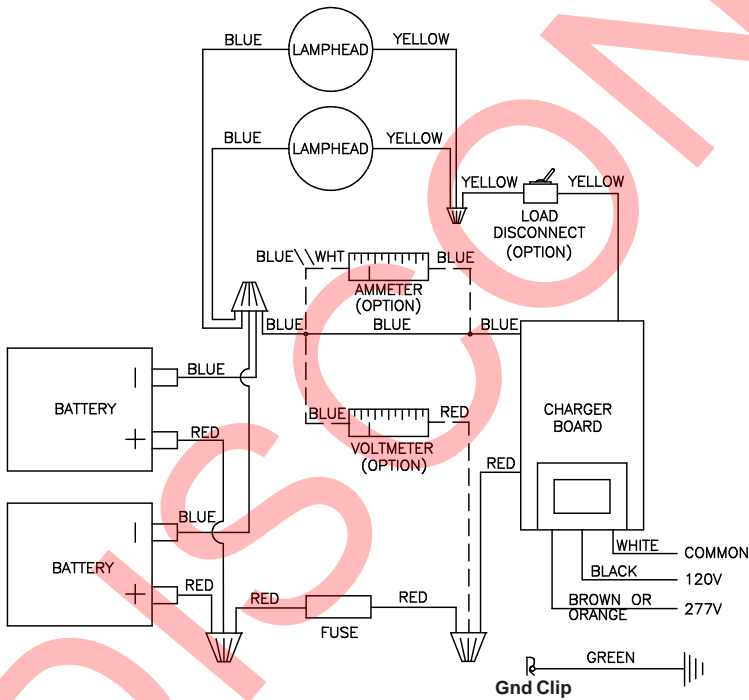 BLUE LAMPHEAD YELLOW
BLUE LAMPHEAD YELLOW
YELLOW YELLOW
LOAD
DISCONNECT
(OPTION)
BLUE\\WHT BLUE
AMMETER
(OPTION)
BLUE BLUE BLUE
BLUE
BATTERY
RED
BLUE RED
VOLTMETER
(OPTION)
CHARGER
BOARD
RED
BLUE
BATTERY
RED
RED RED
FUSE
WHITE COMMON
BLACK 120V
BROWN OR
ORANGE 277V
GREEN
Gnd Clip
DISCON